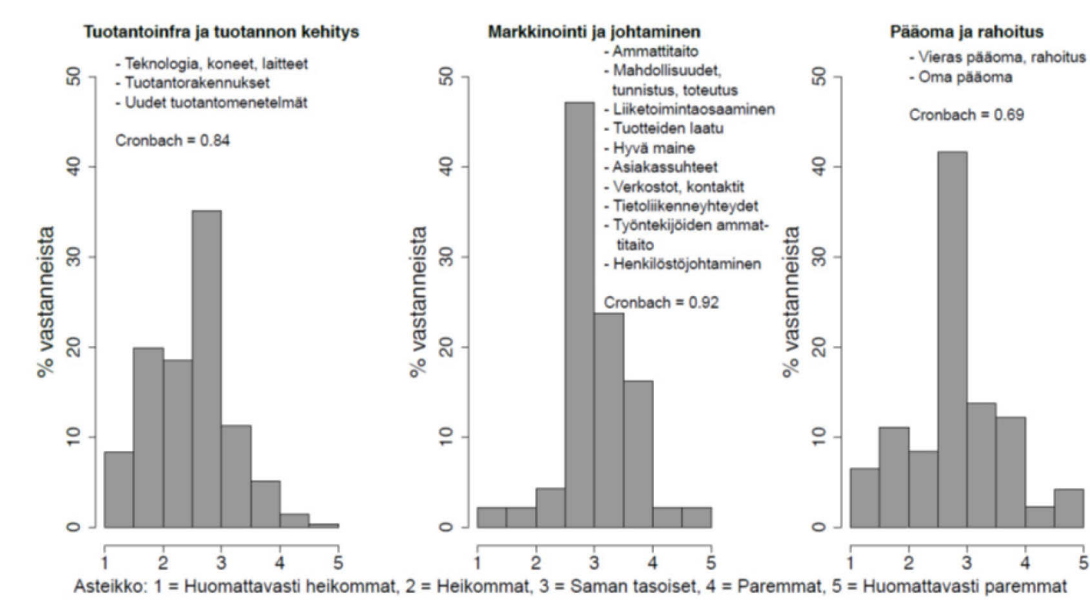 Tuotantoinfra ja tuotannon kehitys
- Teknologia, koneet, laitteet
- Tuotantorakennukset
- Uudet tuotantomenetelmät
Cronbach = 0.84
% vastanneista
50
40
30
20
10
0
1 2 3 4 5
Markkinointi ja johtaminen
- Ammattitaito
- Mahdollisuudet,
tunnistus, toteutus
- Liiketoimintaosaaminen
- Tuotteiden laatu
- Hyvä maine
- Asiakassuhteet
- Verkostot, kontaktit
- Tietoliikenneyhteydet
- Työntekijöiden ammat-
titaito
- Henkilöstöjohtaminen
Cronbach = 0.92
% vastanneista
50
40
30
20
10
0
1 2 3 4 5
Pääoma ja rahoitus
- Vieras pääoma, rahoitus
- Oma pääoma
Cronbach = 0.69
% vastanneista
50
40
30
20
10
0
1 2 3 4 5
Asteikko: 1 = Huomattavasti heikommat, 2 = Heikommat, 3 = Saman tasoiset, 4 = Paremmat, 5 = Huomattavasti paremmat